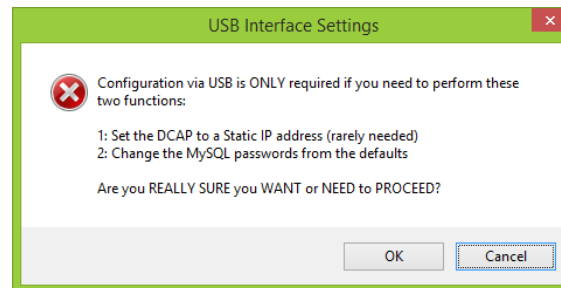 USB Interface Settings
Configuration via USB is ONLY required if you need to perform these
two functions:
1: Set the DCAP to a Static IP address (rarely needed)
2: Change the MySQL passwords from the defaults
Are you REALLY SURE you WANT or NEED to PROCEED?
OK
Cancel